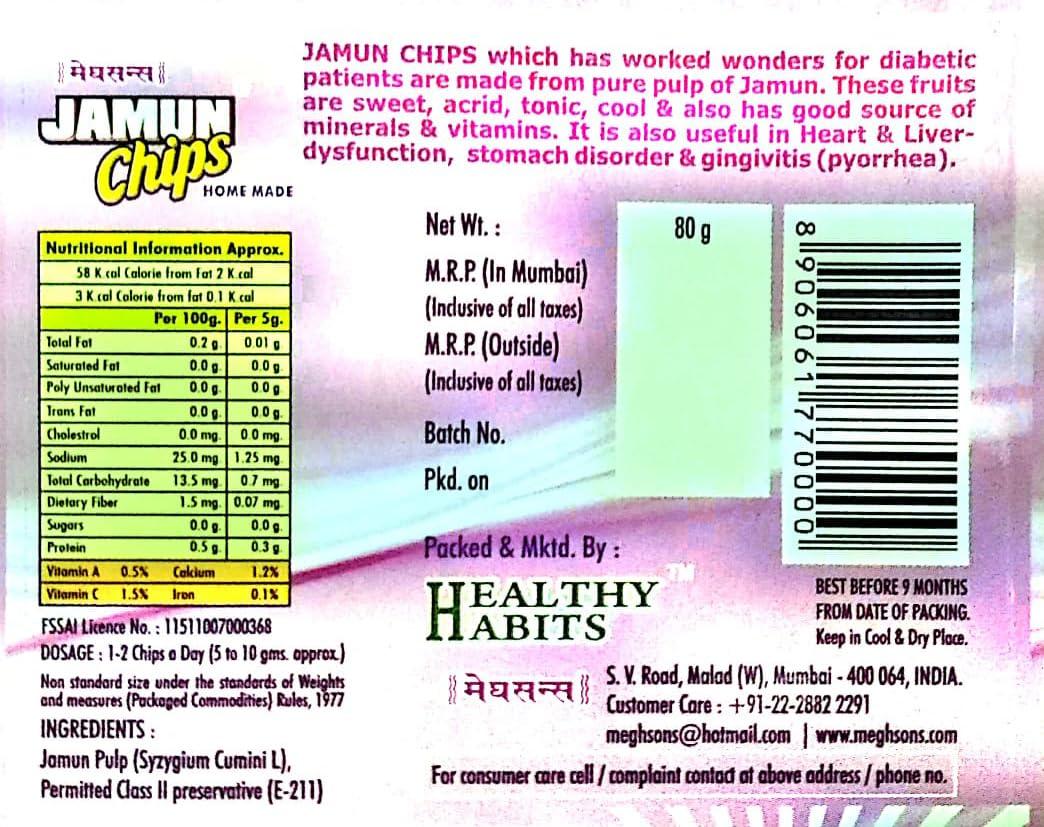 ॥मेघसन्स॥
JAMUN
Chips
HOME MADE
JAMUN CHIPS which has worked wonders for diabetic
patients are made from pure pulp of Jamun. These fruits
are sweet, acrid, tonic, cool & also has good source of
minerals & vitamins. It is also useful in Heart & Liver-
dysfunction, stomach disorder & gingivitis (pyorrhea).
Nutritional Information Approx.
58 K cal Calorie from Fat 2 K.cal
3 K.cal Calorie from fat 0.1 K cal
Per 100g. Per 5g.
Total Fat 0.2 g 0.01 g
Saturated Fat 0.0 g. 0.0 g.
Poly Unsaturated Fat 0.0 g. 0.0 g
Trans Fat 0.0 g. 0.0 g.
Cholestrol 0.0 mg. 0.0 mg.
Sodium 25.0 mg. 1.25 mg.
Total Carbohydrate 13.5 mg. 0.7 mg.
Dietary Fiber 1.5 mg. 0.07 mg.
Sugars 0.0 g. 0.0 g.
Protein 0.5 g. 0.3 g.
Vitamin A 0.5% Calcium 1.2%
Vitamin C 1.5% Iron 0.1%
FSSAI Licence No. : 11511007000368
DOSAGE : 1-2 Chips a Day (5 to 10 gms. approx.)
Non standard size under the standards of Weights
and measures (Packaged Commodities) Rules, 1977
INGREDIENTS :
Jamun Pulp (Syzygium Cumini L),
Permitted Class II preservative (E-211)
Net Wt. : 80 g
M.R.P. (In Mumbai)
(Inclusive of all taxes)
M.R.P. (Outside)
(Inclusive of all taxes)
Batch No.
Pkd. on
8 906061 770000
Packed & Mktd. By :
HEALTHY HABITS TM
BEST BEFORE 9 MONTHS
FROM DATE OF PACKING.
Keep in Cool & Dry Place.
॥मेघसन्स॥
S. V. Road, Malad (W), Mumbai - 400 064, INDIA.
Customer Care : +91-22-2882 2291
meghsons@hotmail.com | www.meghsons.com
For consumer care cell / complaint contact at above address / phone no.